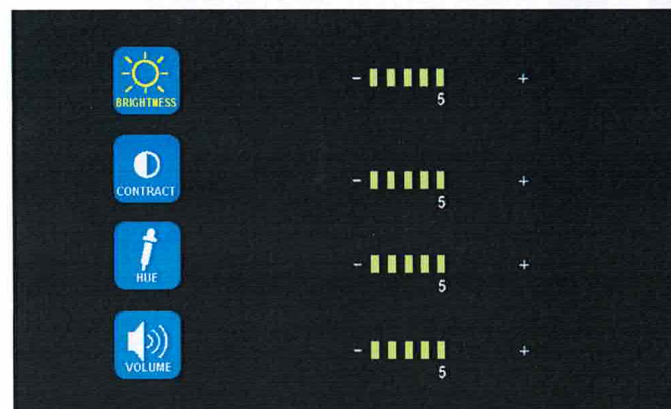 BRIGHTNESS
- +
5
CONTRACT
- +
5
HUE
- +
5
VOLUME
- +
5